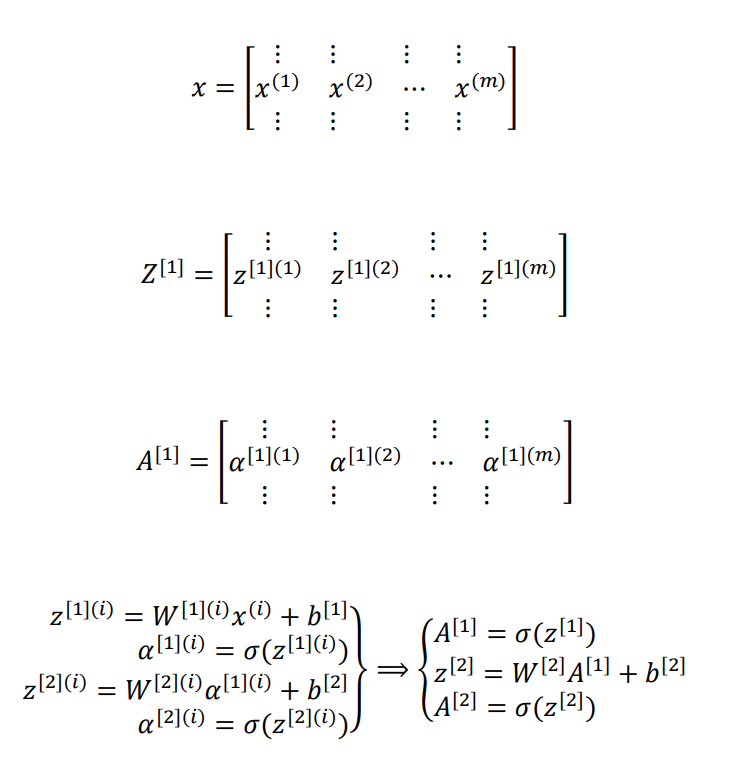 x = [⋮ ⋮ ⋮ ⋮
x^(1) x^(2) ⋯ x^(m)
⋮ ⋮ ⋮ ⋮]
Z^[1] = [⋮ ⋮ ⋮ ⋮
z^[1](1) z^[1](2) ⋯ z^[1](m)
⋮ ⋮ ⋮ ⋮]
A^[1] = [⋮ ⋮ ⋮ ⋮
α^[1](1) α^[1](2) ⋯ α^[1](m)
⋮ ⋮ ⋮ ⋮]
z^[1](i) = W^[1](i)x^(i) + b^[1]
α^[1](i) = σ(z^[1](i))
z^[2](i) = W^[2](i)α^[1](i) + b^[2]
α^[2](i) = σ(z^[2](i))
} ⟹ {
A^[1] = σ(z^[1])
z^[2] = W^[2]A^[1] + b^[2]
A^[2] = σ(z^[2])